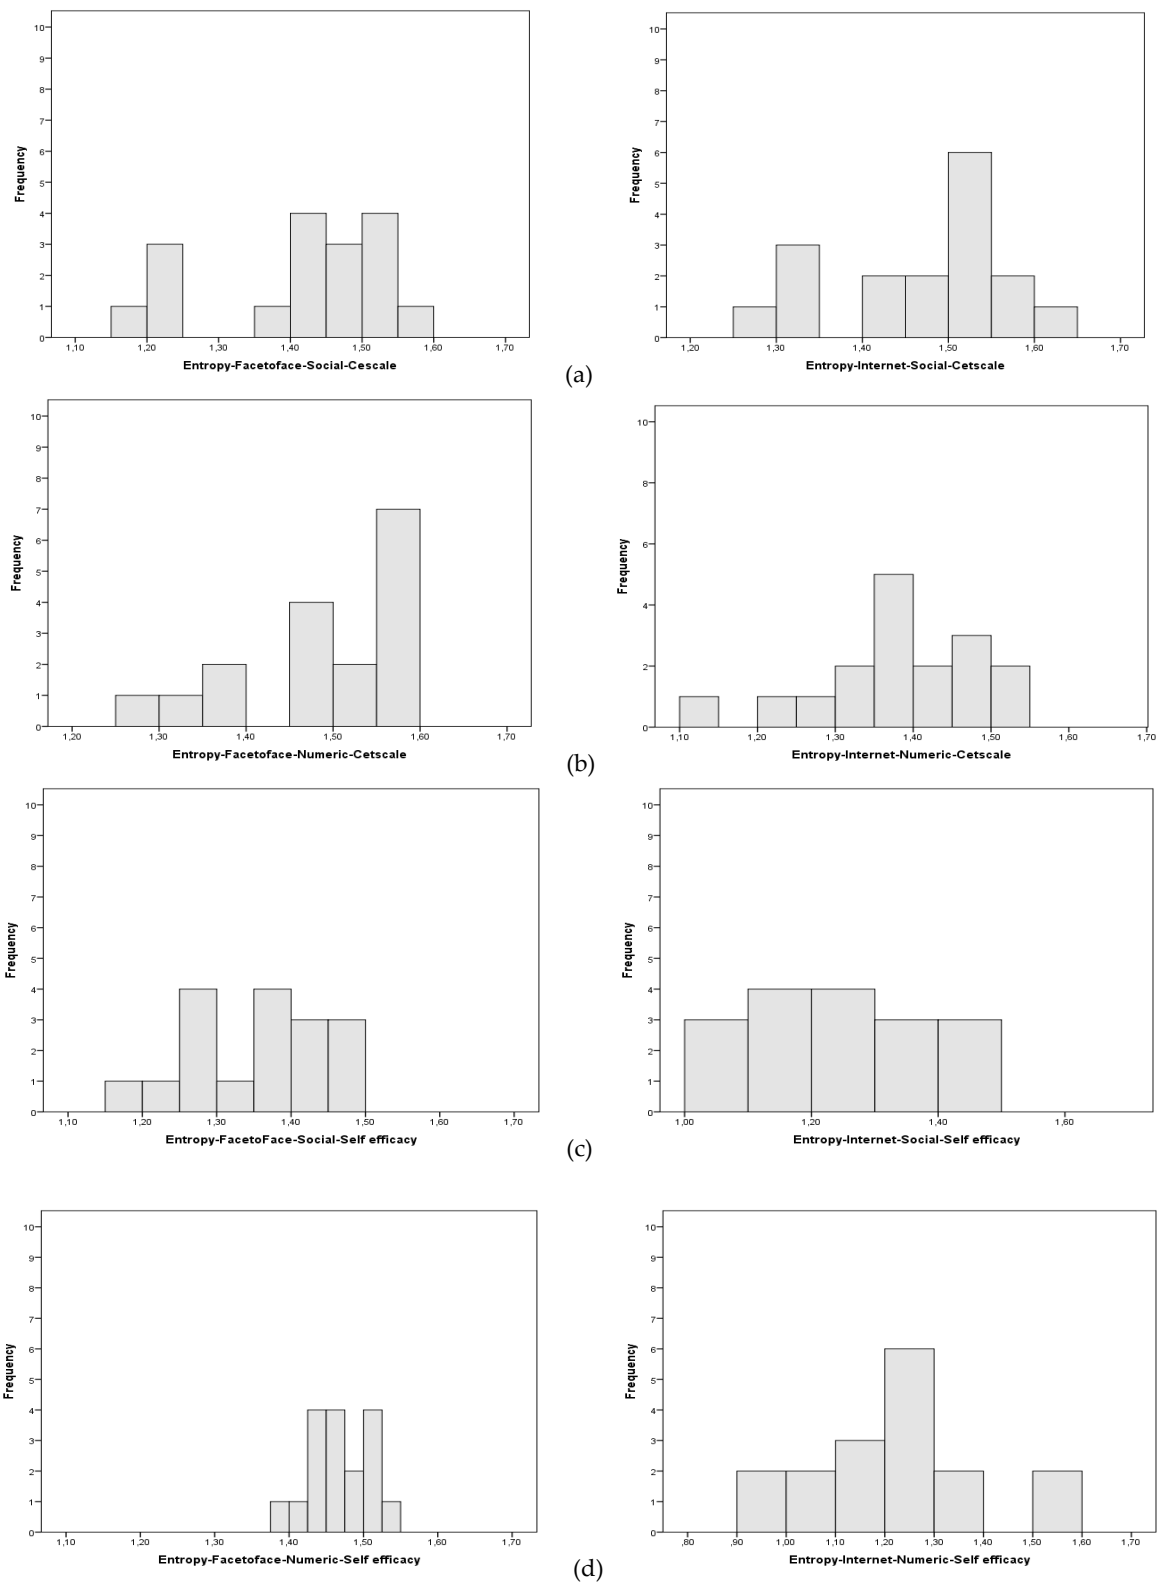 10
9
8
7
6
5
4
3
2
1
0
Frequency
1,10 1,20 1,30 1,40 1,50 1,60 1,70
Entropy-Facetoface-Social-Cescale
10
9
8
7
6
5
4
3
2
1
0
Frequency
1,20 1,30 1,40 1,50 1,60 1,70
Entropy-Internet-Social-Cetscale
(a)
10
9
8
7
6
5
4
3
2
1
0
Frequency
1,20 1,30 1,40 1,50 1,60 1,70
Entropy-Facetoface-Numeric-Cetscale
10
8
6
4
2
0
Frequency
1,10 1,20 1,30 1,40 1,50 1,60 1,70
Entropy-Internet-Numeric-Cetscale
(b)
10
9
8
7
6
5
4
3
2
1
0
Frequency
1,10 1,20 1,30 1,40 1,50 1,60 1,70
Entropy-FacetoFace-Social-Self efficacy
10
9
8
7
6
5
4
3
2
1
0
Frequency
1,00 1,20 1,40 1,60
Entropy-Internet-Social-Self efficacy
(c)
10
9
8
7
6
5
4
3
2
1
0
Frequency
1,10 1,20 1,30 1,40 1,50 1,60 1,70
Entropy-Facetoface-Numeric-Self efficacy
10
9
8
7
6
5
4
3
2
1
0
Frequency
,80 ,90 1,00 1,10 1,20 1,30 1,40 1,50 1,60 1,70
Entropy-Internet-Numeric-Self efficacy
(d)